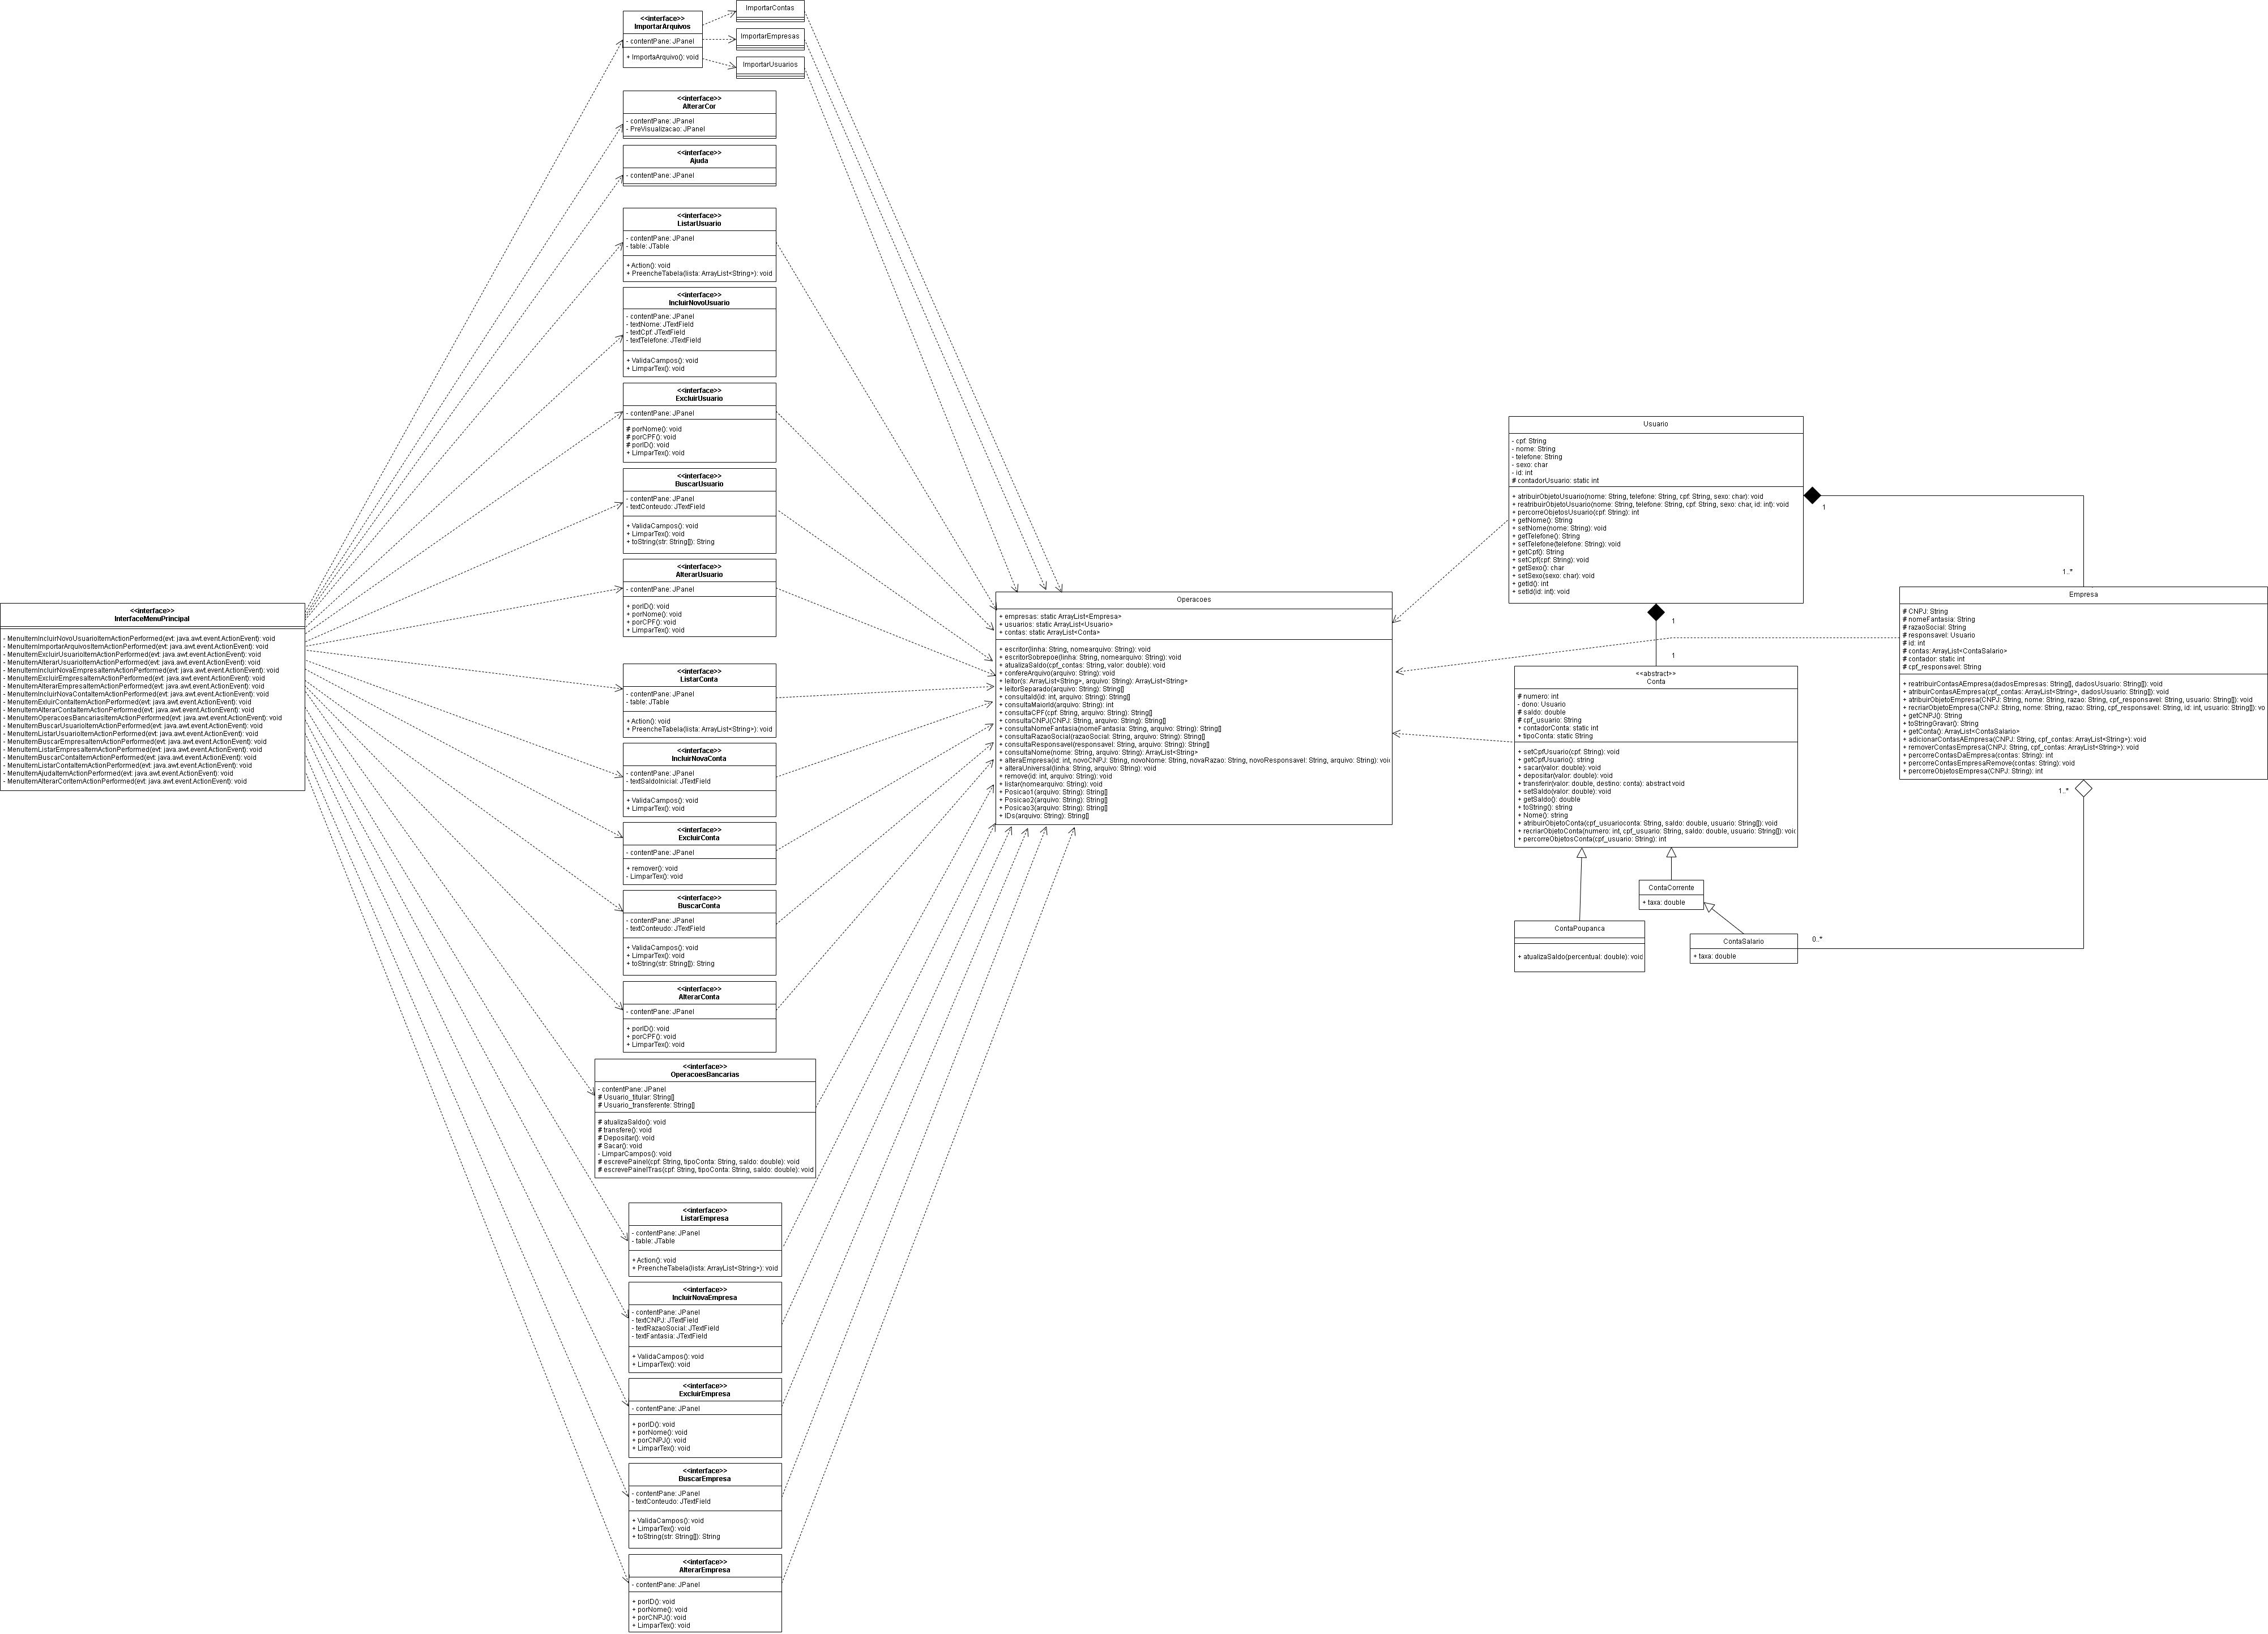 <<interface>>
ImportarArquivos
- contentPane: JPanel
+ ImportaArquivo(): void
ImportarContas
ImportarEmpresas
ImportarUsuarios
<<interface>>
AlterarCor
- contentPane: JPanel
- PreVisualizacao: JPanel
<<interface>>
Ajuda
- contentPane: JPanel
<<interface>>
ListarUsuario
- contentPane: JPanel
- table: JTable
+ Action(): void
+ PreencheTabela(lista: ArrayList<String>): void
<<interface>>
IncluirNovoUsuario
- contentPane: JPanel
- textNome: JTextField
- textCpf: JTextField
- textTelefone: JTextField
+ ValidaCampos(): void
+ LimparTex(): void
<<interface>>
ExcluirUsuario
- contentPane: JPanel
# porNome(): void
# porCPF(): void
# porID(): void
+ LimparTex(): void
<<interface>>
BuscarUsuario
- contentPane: JPanel
- textConteudo: JTextField
+ ValidaCampos(): void
+ LimparTex(): void
+ toString(str: String[]): String
<<interface>>
AlterarUsuario
- contentPane: JPanel
+ porID(): void
+ porNome(): void
+ porCPF(): void
+ LimparTex(): void
<<interface>>
InterfaceMenuPrincipal
- MenuItemIncluirNovoUsuarioItemActionPerformed(evt: java.awt.event.ActionEvent): void
- MenuItemImportarArquivosItemActionPerformed(evt: java.awt.event.ActionEvent): void
- MenuItemExcluirUsuarioItemActionPerformed(evt: java.awt.event.ActionEvent): void
- MenuItemAlterarUsuarioItemActionPerformed(evt: java.awt.event.ActionEvent): void
- MenuItemIncluirNovaEmpresaItemActionPerformed(evt: java.awt.event.ActionEvent): void
- MenuItemExcluirEmpresaItemActionPerformed(evt: java.awt.event.ActionEvent): void
- MenuItemAlterarEmpresaItemActionPerformed(evt: java.awt.event.ActionEvent): void
- MenuItemIncluirNovaContaItemActionPerformed(evt: java.awt.event.ActionEvent): void
- MenuItemExluirContaItemActionPerformed(evt: java.awt.event.ActionEvent): void
- MenuItemAlterarContaItemActionPerformed(evt: java.awt.event.ActionEvent): void
- MenuItemOperacoesBancariasItemActionPerformed(evt: java.awt.event.ActionEvent): void
- MenuItemBuscarUsuarioItemActionPerformed(evt: java.awt.event.ActionEvent): void
- MenuItemListarUsuarioItemActionPerformed(evt: java.awt.event.ActionEvent): void
- MenuItemBuscarEmpresaItemActionPerformed(evt: java.awt.event.ActionEvent): void
- MenuItemListarEmpresaItemActionPerformed(evt: java.awt.event.ActionEvent): void
- MenuItemBuscarContaItemActionPerformed(evt: java.awt.event.ActionEvent): void
- MenuItemListarContaItemActionPerformed(evt: java.awt.event.ActionEvent): void
- MenuItemAjudaItemActionPerformed(evt: java.awt.event.ActionEvent): void
- MenuItemAlterarCorItemActionPerformed(evt: java.awt.event.ActionEvent): void
<<interface>>
ListarConta
- contentPane: JPanel
- table: JTable
+ Action(): void
+ PreencheTabela(lista: ArrayList<String>): void
<<interface>>
IncluirNovaConta
- contentPane: JPanel
- textSaldoInicial: JTextField
+ ValidaCampos(): void
+ LimparTex(): void
<<interface>>
ExcluirConta
- contentPane: JPanel
+ remover(): void
- LimparTex(): void
<<interface>>
BuscarConta
- contentPane: JPanel
- textConteudo: JTextField
+ ValidaCampos(): void
+ LimparTex(): void
+ toString(str: String[]): String
<<interface>>
AlterarConta
- contentPane: JPanel
+ porID(): void
+ porCPF(): void
+ LimparTex(): void
<<interface>>
OperacoesBancarias
- contentPane: JPanel
# Usuario_titular: String[]
# Usuario_transferente: String[]
# atualizaSaldo(): void
# transfere(): void
# Depositar(): void
# Sacar(): void
- LimparCampos(): void
# escrevePainel(cpf: String, tipoConta: String, saldo: double): void
# escrevePainelTras(cpf: String, tipoConta: String, saldo: double): void
<<interface>>
ListarEmpresa
- contentPane: JPanel
- table: JTable
+ Action(): void
+ PreencheTabela(lista: ArrayList<String>): void
<<interface>>
IncluirNovaEmpresa
- contentPane: JPanel
- textCNPJ: JTextField
- textRazaoSocial: JTextField
- textFantasia: JTextField
+ ValidaCampos(): void
+ LimparTex(): void
<<interface>>
ExcluirEmpresa
- contentPane: JPanel
+ porID(): void
+ porNome(): void
+ porCNPJ(): void
+ LimparTex(): void
<<interface>>
BuscarEmpresa
- contentPane: JPanel
- textConteudo: JTextField
+ ValidaCampos(): void
+ LimparTex(): void
+ toString(str: String[]): String
<<interface>>
AlterarEmpresa
- contentPane: JPanel
+ porID(): void
+ porNome(): void
+ porCNPJ(): void
+ LimparTex(): void
Operacoes
+ empresas: static ArrayList<Empresa>
+ usuarios: static ArrayList<Usuario>
+ contas: static ArrayList<Conta>
+ escritor(linha: String, nomearquivo: String): void
+ escritorSobrepoe(linha: String, nomearquivo: String): void
+ atualizaSaldo(cpf_contas: String, valor: double): void
+ confereArquivo(arquivo: String): void
+ leitor(s: ArrayList<String>, arquivo: String): ArrayList<String>
+ leitorSeparado(arquivo: String): String[]
+ consultaId(id: int, arquivo: String): String[]
+ consultaMaiorId(arquivo: String): int
+ consultaCPF(cpf: String, arquivo: String): String[]
+ consultaCNPJ(CNPJ: String, arquivo: String): String[]
+ consultaNomeFantasia(nomeFantasia: String, arquivo: String): String[]
+ consultaRazaoSocial(razaoSocial: String, arquivo: String): String[]
+ consultaResponsavel(responsavel: String, arquivo: String): String[]
+ consultaNome(nome: String, arquivo: String): ArrayList<String>
+ alteraEmpresa(id: int, novoCNPJ: String, novoNome: String, novaRazao: String, novoResponsavel: String, arquivo: String): voi
+ alteraUniversal(linha: String, arquivo: String): void
+ remove(id: int, arquivo: String): void
+ listar(nomearquivo: String): void
+ Posicao1(arquivo: String): String[]
+ Posicao2(arquivo: String): String[]
+ Posicao3(arquivo: String): String[]
+ IDs(arquivo: String): String[]
Usuario
- cpf: String
- nome: String
- telefone: String
- sexo: char
- id: int
# contadorUsuario: static int
+ atribuirObjetoUsuario(nome: String, telefone: String, cpf: String, sexo: char): void
+ reatribuirObjetoUsuario(nome: String, telefone: String, cpf: String, sexo: char, id: int): void
+ percorreObjetosUsuario(cpf: String): int
+ getNome(): String
+ setNome(nome: String): void
+ getTelefone(): String
+ setTelefone(telefone: String): void
+ getCpf(): String
+ setCpf(cpf: String): void
+ getSexo(): char
+ setSexo(sexo: char): void
+ getId(): int
+ setId(id: int): void
1
1..*
1
1
<<abstract>>
Conta
# numero: int
- dono: Usuario
# saldo: double
# cpf_usuario: String
+ contadorConta: static int
+ tipoConta: static String
+ setCpfUsuario(cpf: String): void
+ getCpfUsuario(): string
+ sacar(valor: double): void
+ depositar(valor: double): void
+ transferir(valor: double, destino: conta): abstract void
+ setSaldo(valor: double): void
+ getSaldo(): double
+ toString(): string
+ Nome(): string
+ atribuirObjetoConta(cpf_usuarioconta: String, saldo: double, usuario: String[]): void
+ recriarObjetoConta(numero: int, cpf_usuario: String, saldo: double, usuario: String[]): voi
+ percorreObjetosConta(cpf_usuario: String): int
Empresa
# CNPJ: String
# nomeFantasia: String
# razaoSocial: String
# responsavel: Usuario
# id: int
# contas: ArrayList<ContaSalario>
# contador: static int
# cpf_responsavel: String
+ reatribuirContasAEmpresa(dadosEmpresas: String[], dadosUsuario: String[]): void
+ atribuirContasAEmpresa(cpf_contas: ArrayList<String>, dadosUsuario: String[]): void
+ atribuirObjetoEmpresa(CNPJ: String, nome: String, razao: String, cpf_responsavel: String, usuario: String[]): void
+ recriarObjetoEmpresa(CNPJ: String, nome: String, razao: String, cpf_responsavel: String, id: int, usuario: String[]): vo
+ getCNPJ(): String
+ toStringGravar(): String
+ getConta(): ArrayList<ContaSalario>
+ adicionarContasAEmpresa(CNPJ: String, cpf_contas: ArrayList<String>): void
+ removerContasEmpresa(CNPJ: String, cpf_contas: ArrayList<String>): void
+ percorreContasDaEmpresa(contas: String): int
+ percorreContasEmpresaRemove(contas: String): void
+ percorreObjetosEmpresa(CNPJ: String): int
1..*
ContaCorrente
+ taxa: double
ContaPoupanca
+ atualizaSaldo(percentual: double): void
ContaSalario
+ taxa: double
0..*